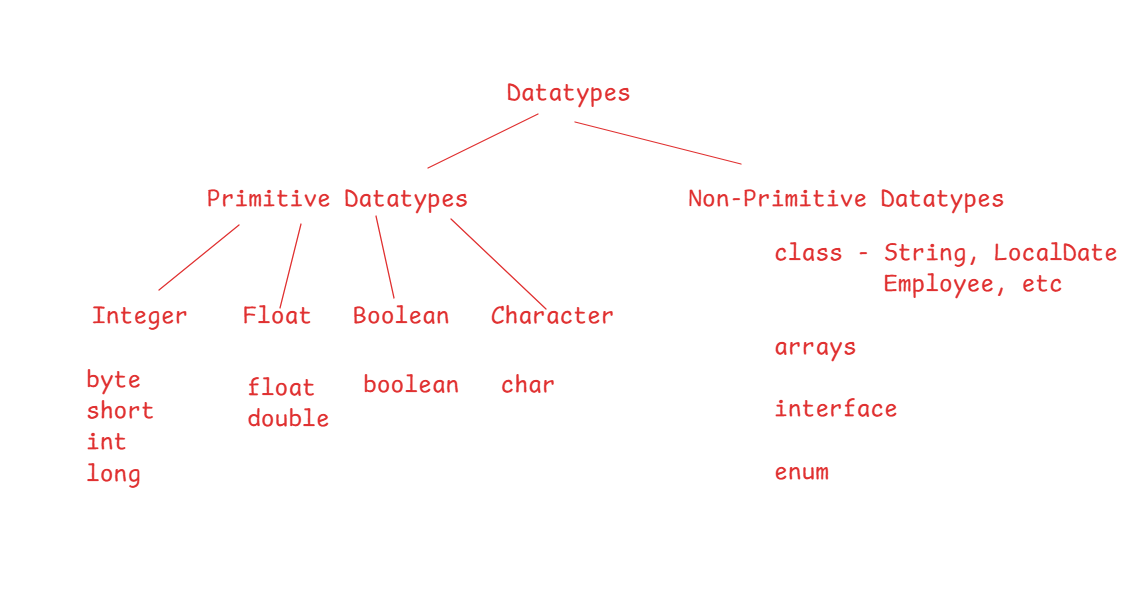 Datatypes
Primitive Datatypes
Non-Primitive Datatypes
class - String, LocalDate
Employee, etc
Integer
Float
Boolean
Character
byte
short
int
long
float
double
boolean
char
arrays
interface
enum